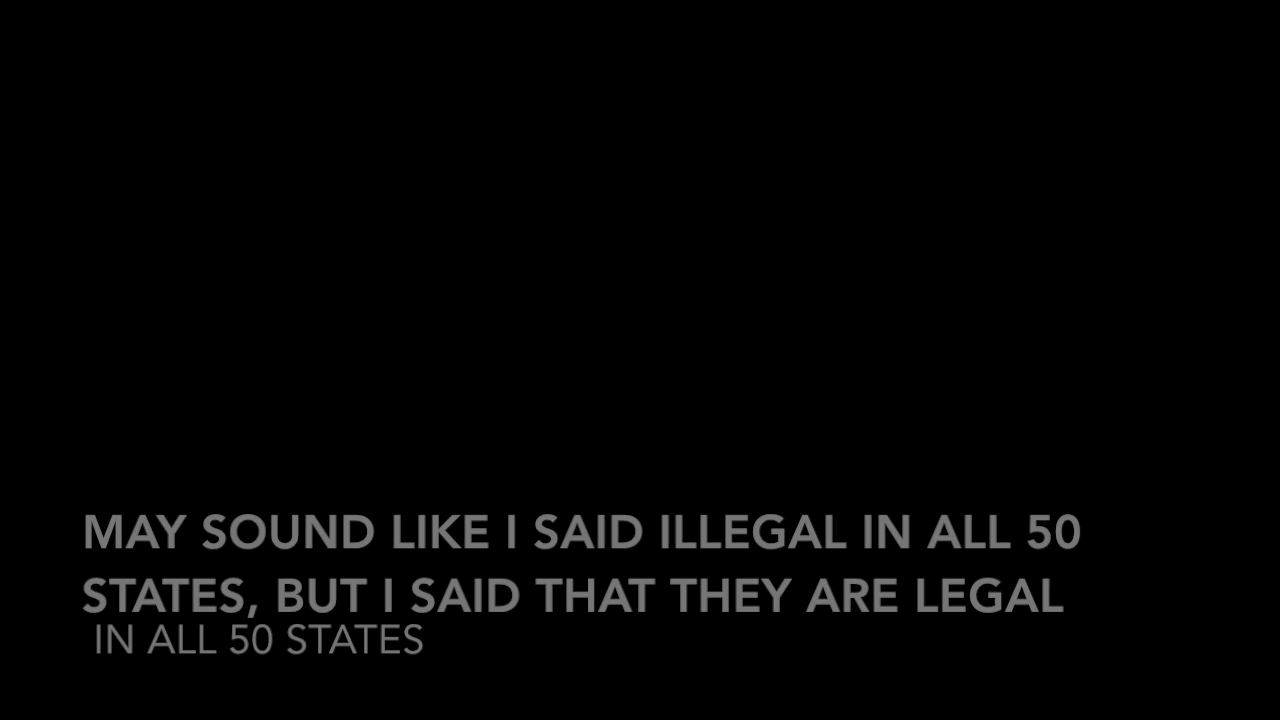 MAY SOUND LIKE I SAID ILLEGAL IN ALL 50
STATES, BUT I SAID THAT THEY ARE LEGAL
IN ALL 50 STATES